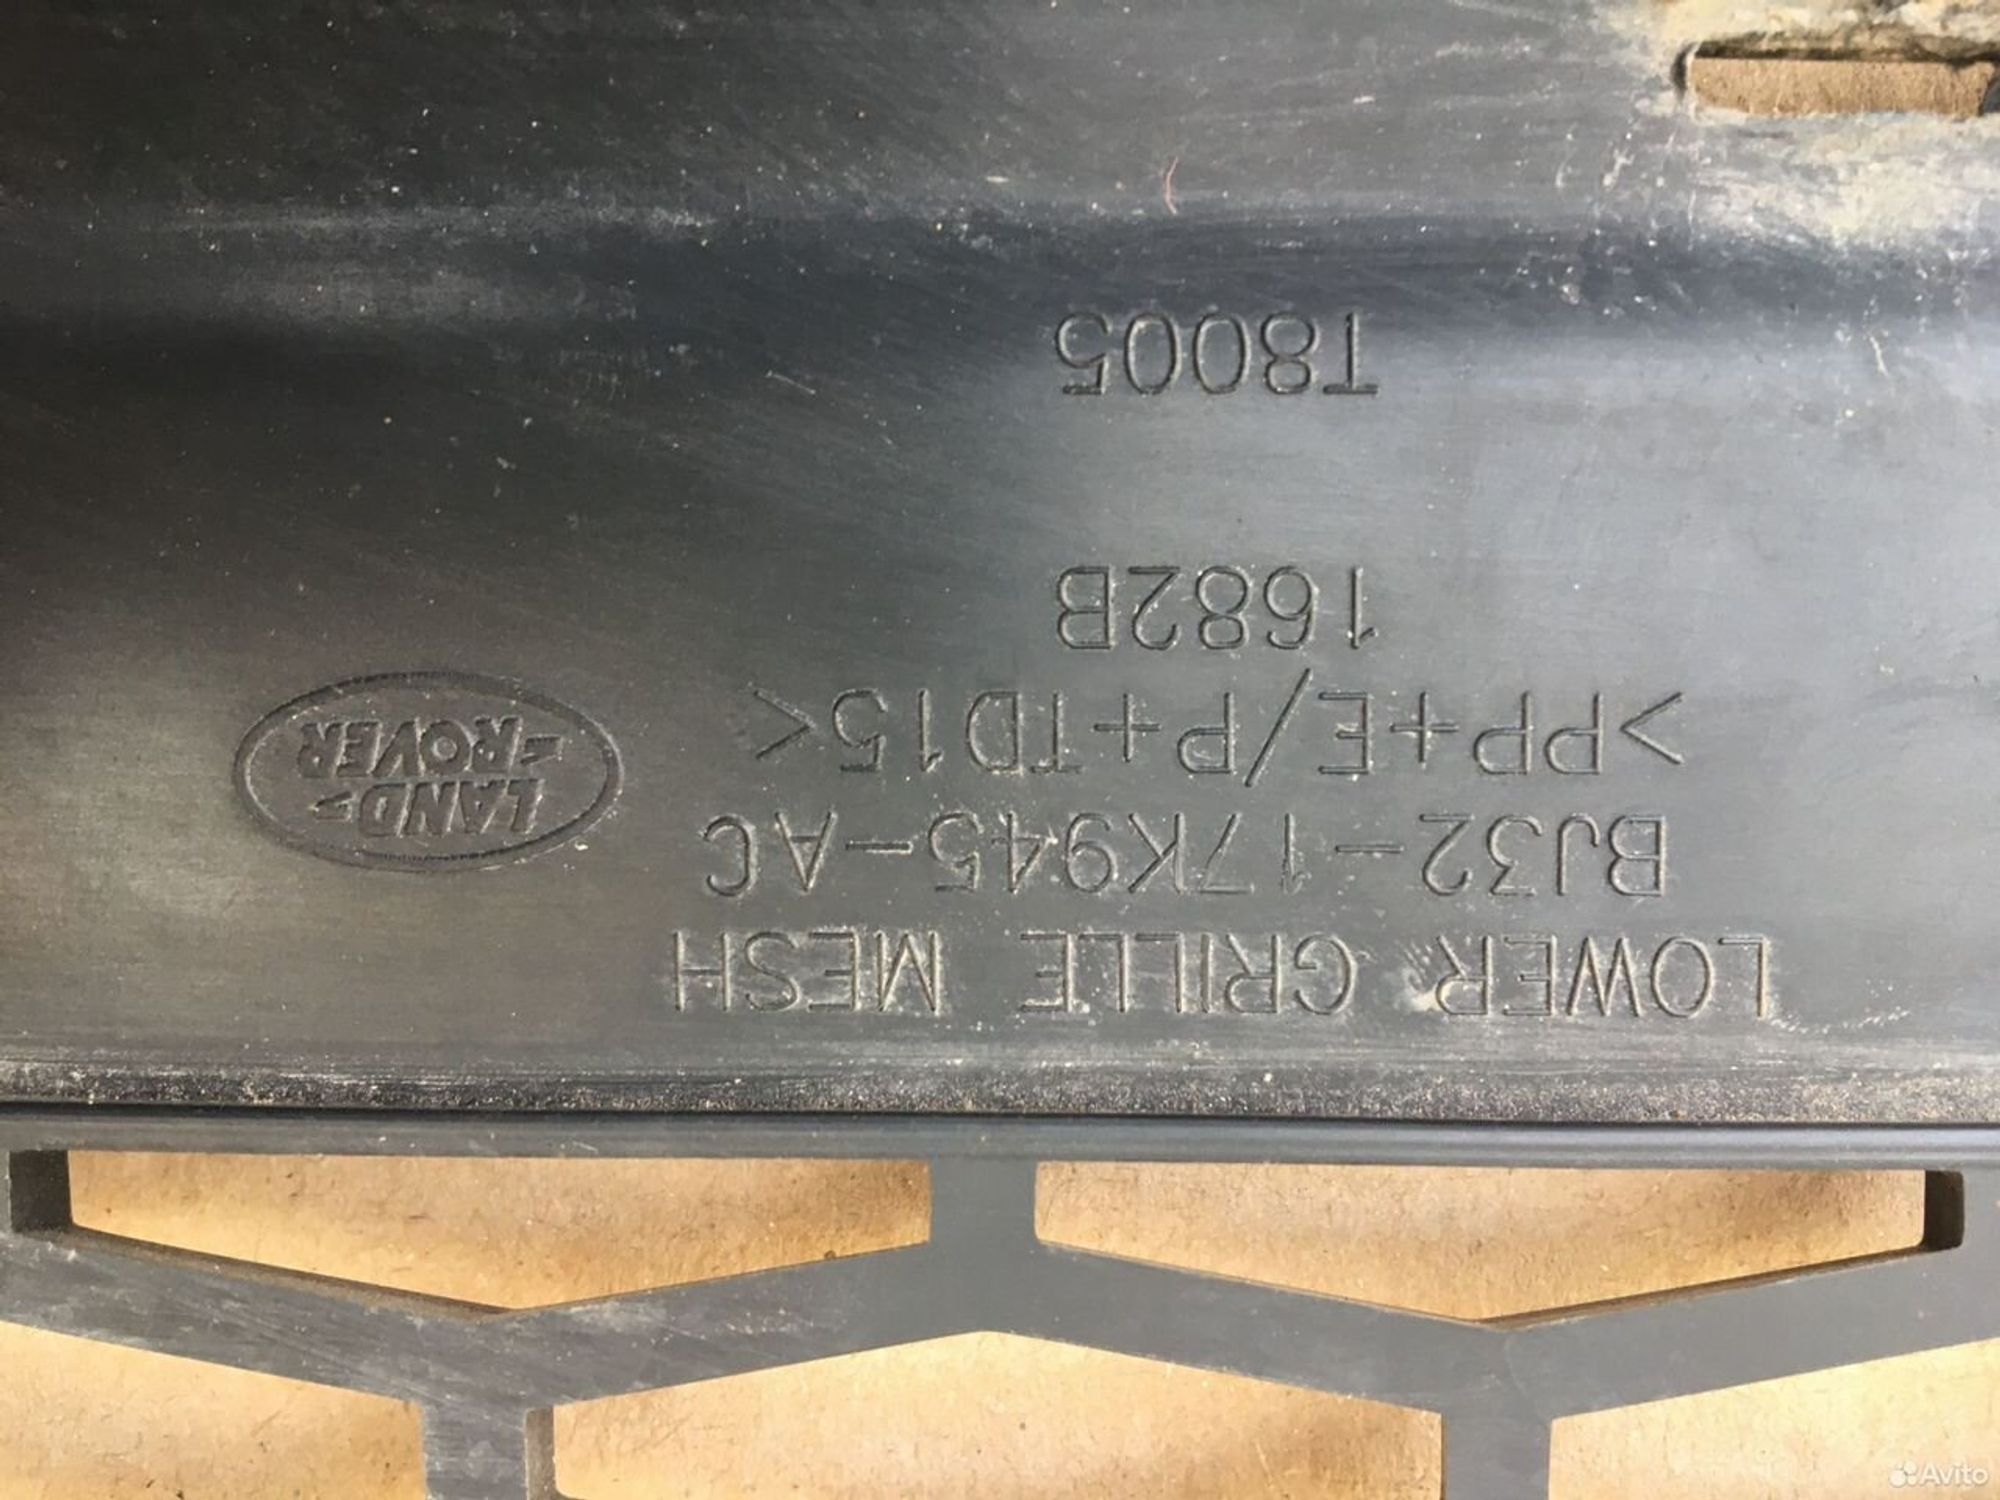 LOWER GRILLE MESH
BJ32-17K945-AC
>PP+E/P+TD15<
1682B
T8005
LAND
ROVER
Avito